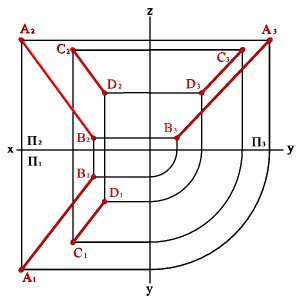 z
A₂
A₃
C₂
C₃
D₂
D₃
B₂
B₃
Π₂
Π₃
x
y
Π₁
B₁
D₁
C₁
A₁
y